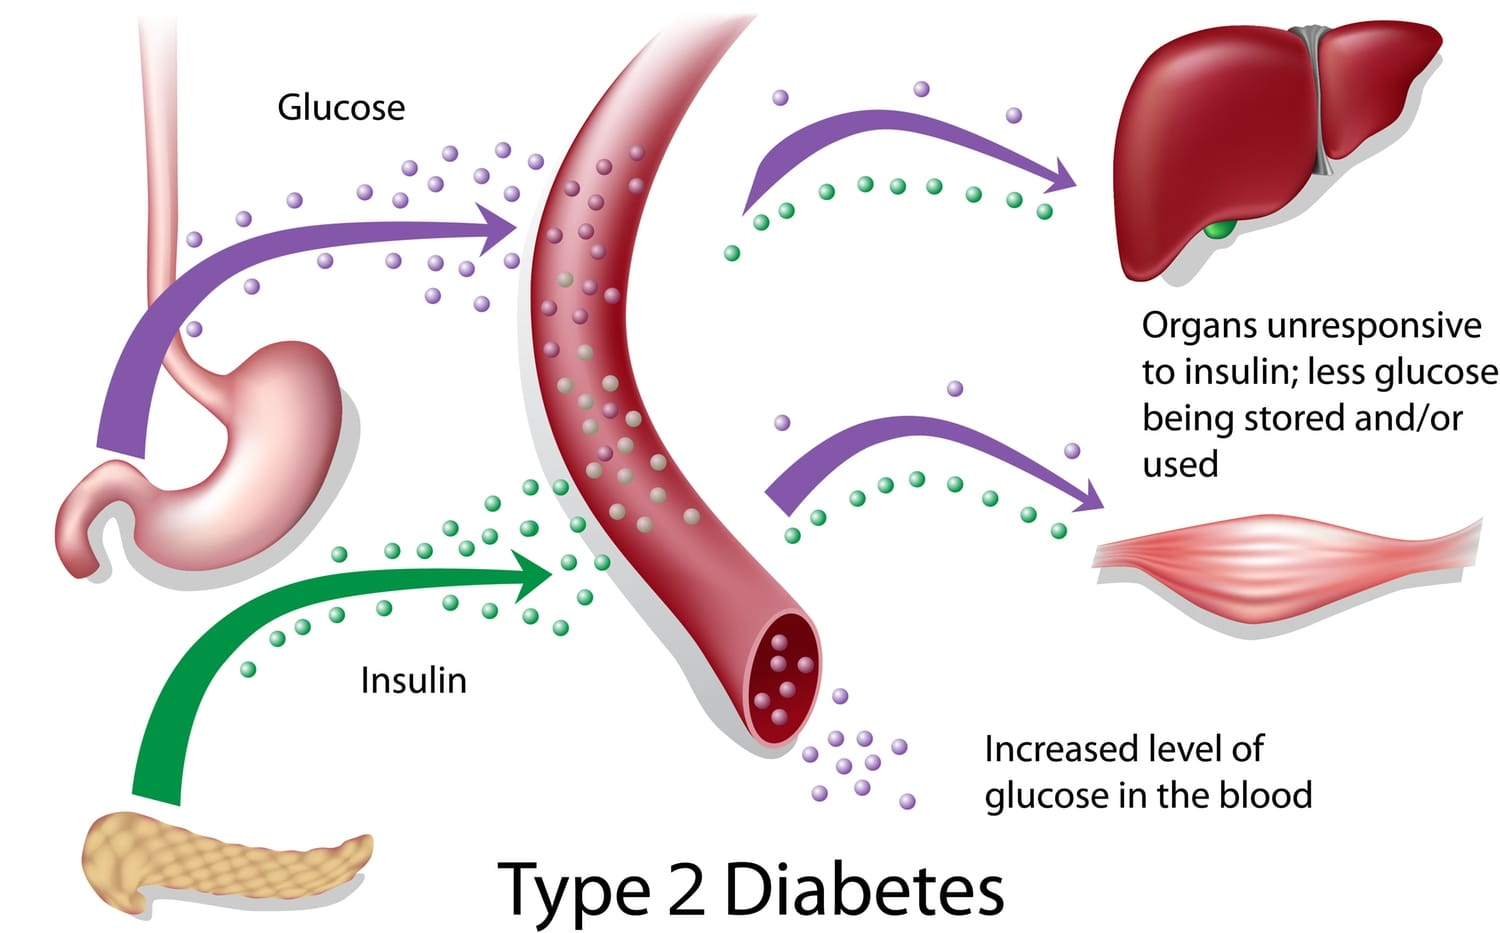 Glucose
Organs unresponsive
to insulin; less glucose
being stored and/or
used
Insulin
Increased level of
glucose in the blood
Type 2 Diabetes